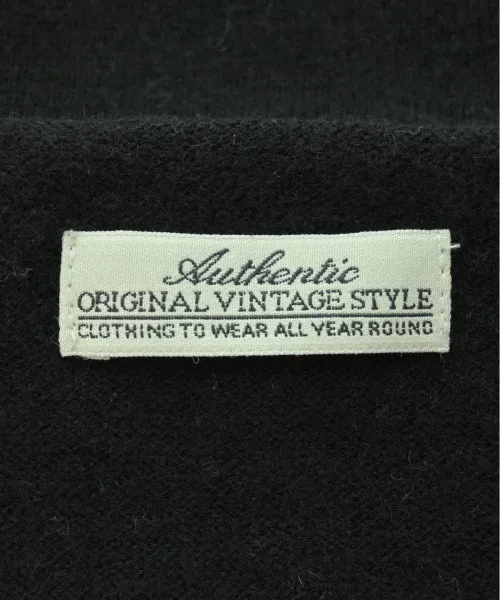 Authentic
ORIGINAL VINTAGE STYLE
CLOTHING TO WEAR ALL YEAR ROUND